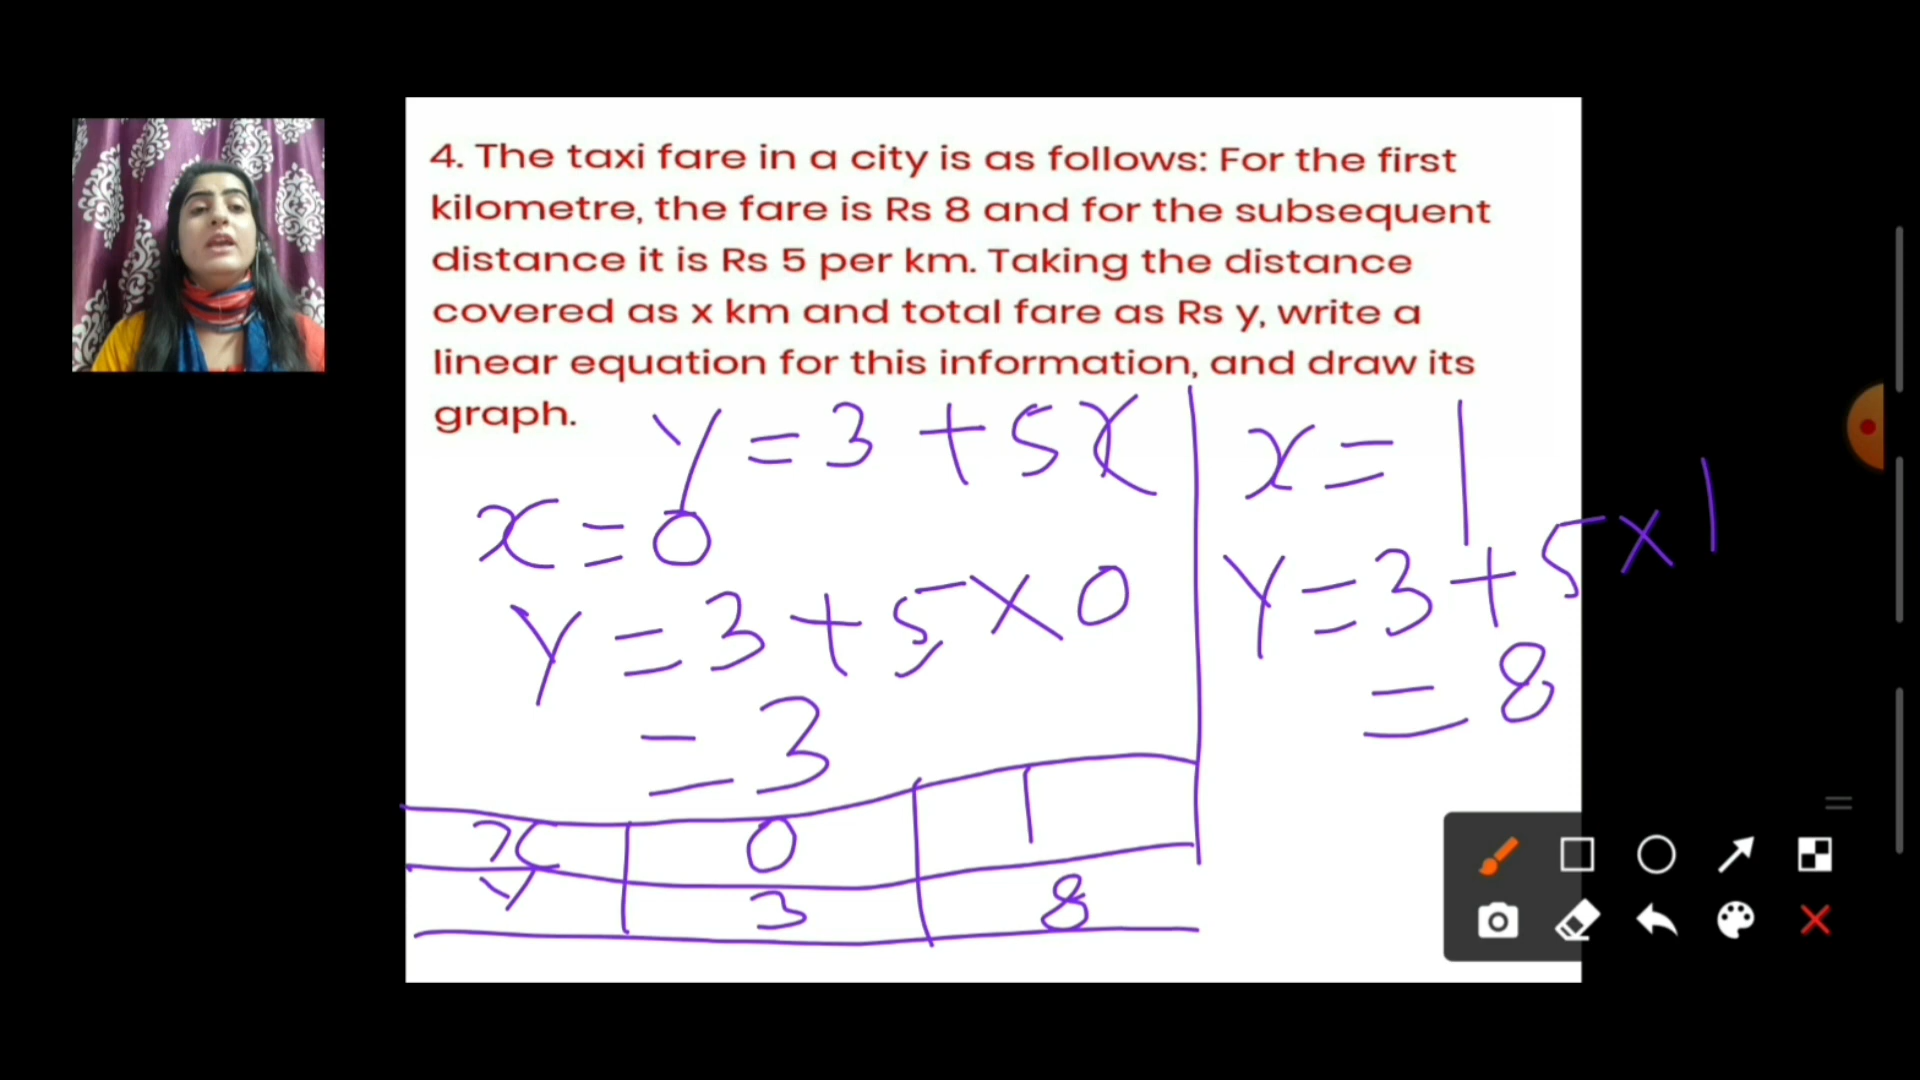 4. The taxi fare in a city is as follows: For the first
kilometre, the fare is Rs 8 and for the subsequent
distance it is Rs 5 per km. Taking the distance
covered as x km and total fare as Rs y, write a
linear equation for this information, and draw its
graph.
y = 3 + 5x
x = 0
y = 3 + 5 × 0
= 3
x = 1
y = 3 + 5 × 1
= 8
x 0 1
y 3 8